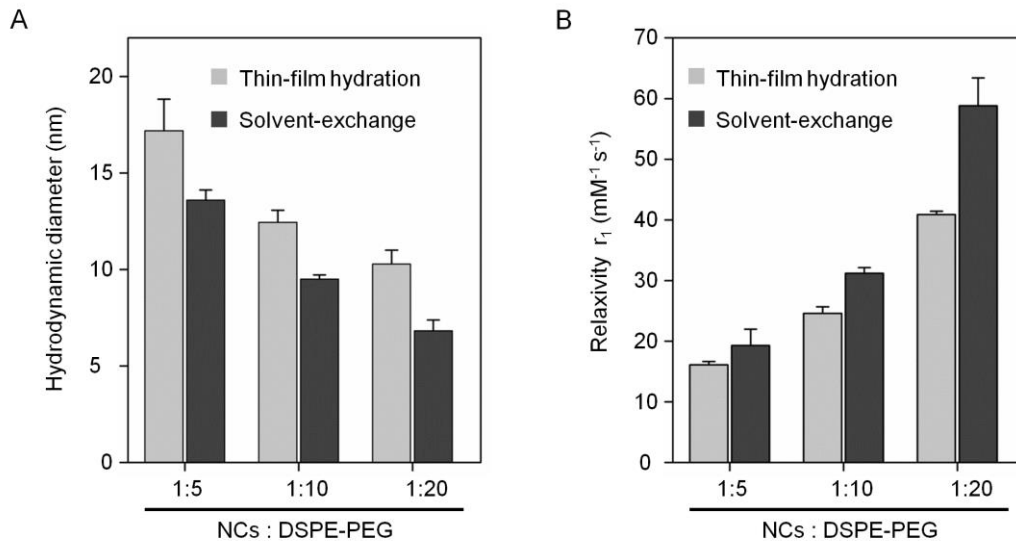 A
Hydrodynamic diameter (nm)
20
15
10
5
0
Thin-film hydration
Solvent-exchange
1:5 1:10 1:20
NCs : DSPE-PEG
B
Relaxivity r₁ (mM⁻¹ s⁻¹)
70
60
50
40
30
20
10
0
Thin-film hydration
Solvent-exchange
1:5 1:10 1:20
NCs : DSPE-PEG